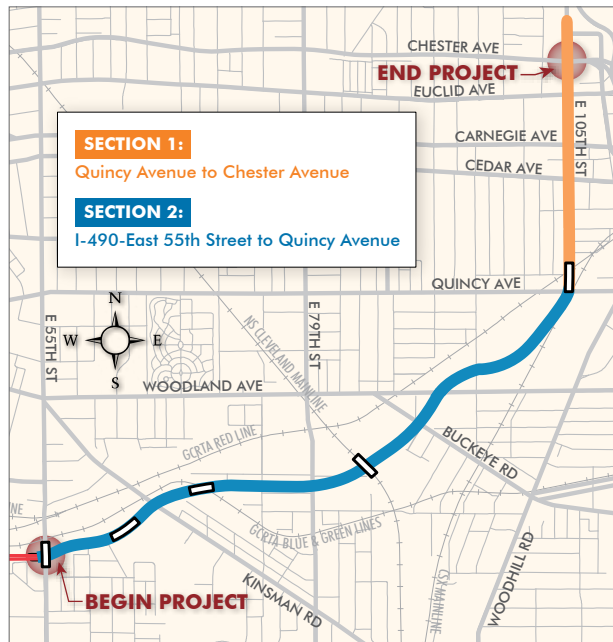 CHESTER AVE
END PROJECT
EUCLID AVE
E 105TH ST
SECTION 1:
Quincy Avenue to Chester Avenue
CARNEGIE AVE
CEDAR AVE
SECTION 2:
I-490-East 55th Street to Quincy Avenue
QUINCY AVE
E 55TH ST
N
W E
S
E 79TH ST
NS CLEVELAND MAINLINE
WOODLAND AVE
GCRTA RED LINE
BUCKEYE RD
GCRTA BLUE & GREEN LINES
CSX MAINLINE
WOODHILL RD
KINSMAN RD
BEGIN PROJECT